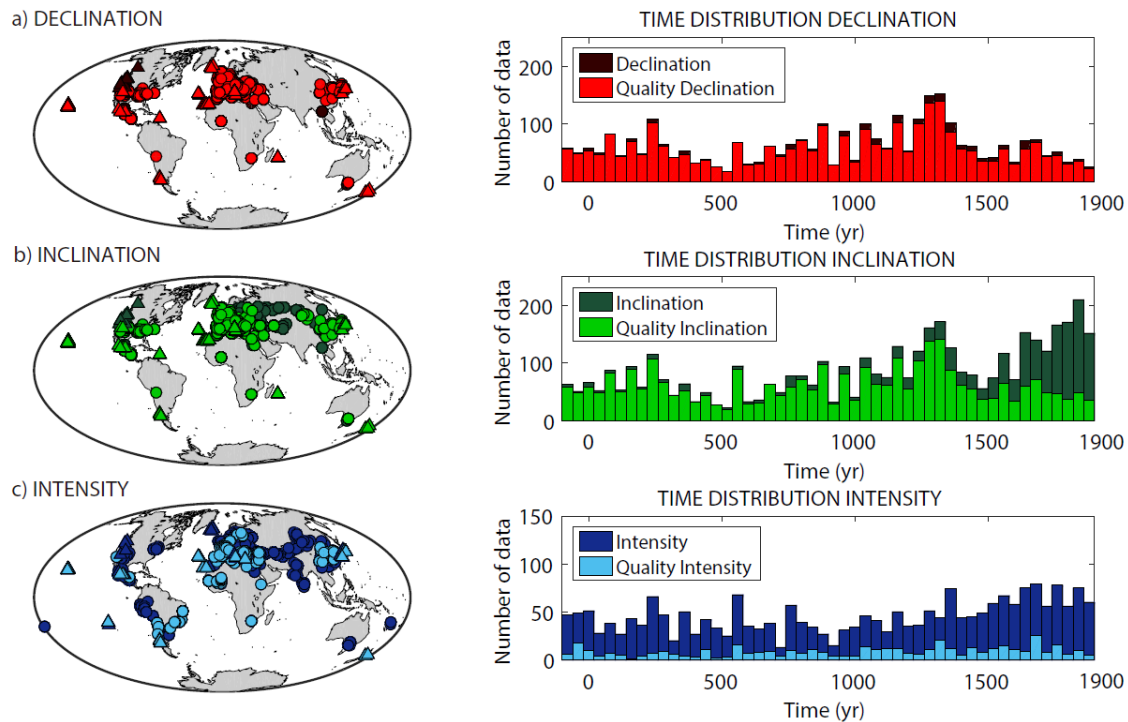 a) DECLINATION
TIME DISTRIBUTION DECLINATION
Number of data
200
100
0
Declination
Quality Declination
0 500 1000 1500 1900
Time (yr)
b) INCLINATION
TIME DISTRIBUTION INCLINATION
Number of data
200
100
0
Inclination
Quality Inclination
0 500 1000 1500 1900
Time (yr)
c) INTENSITY
TIME DISTRIBUTION INTENSITY
Number of data
150
100
50
0
Intensity
Quality Intensity
0 500 1000 1500 1900
Time (yr)